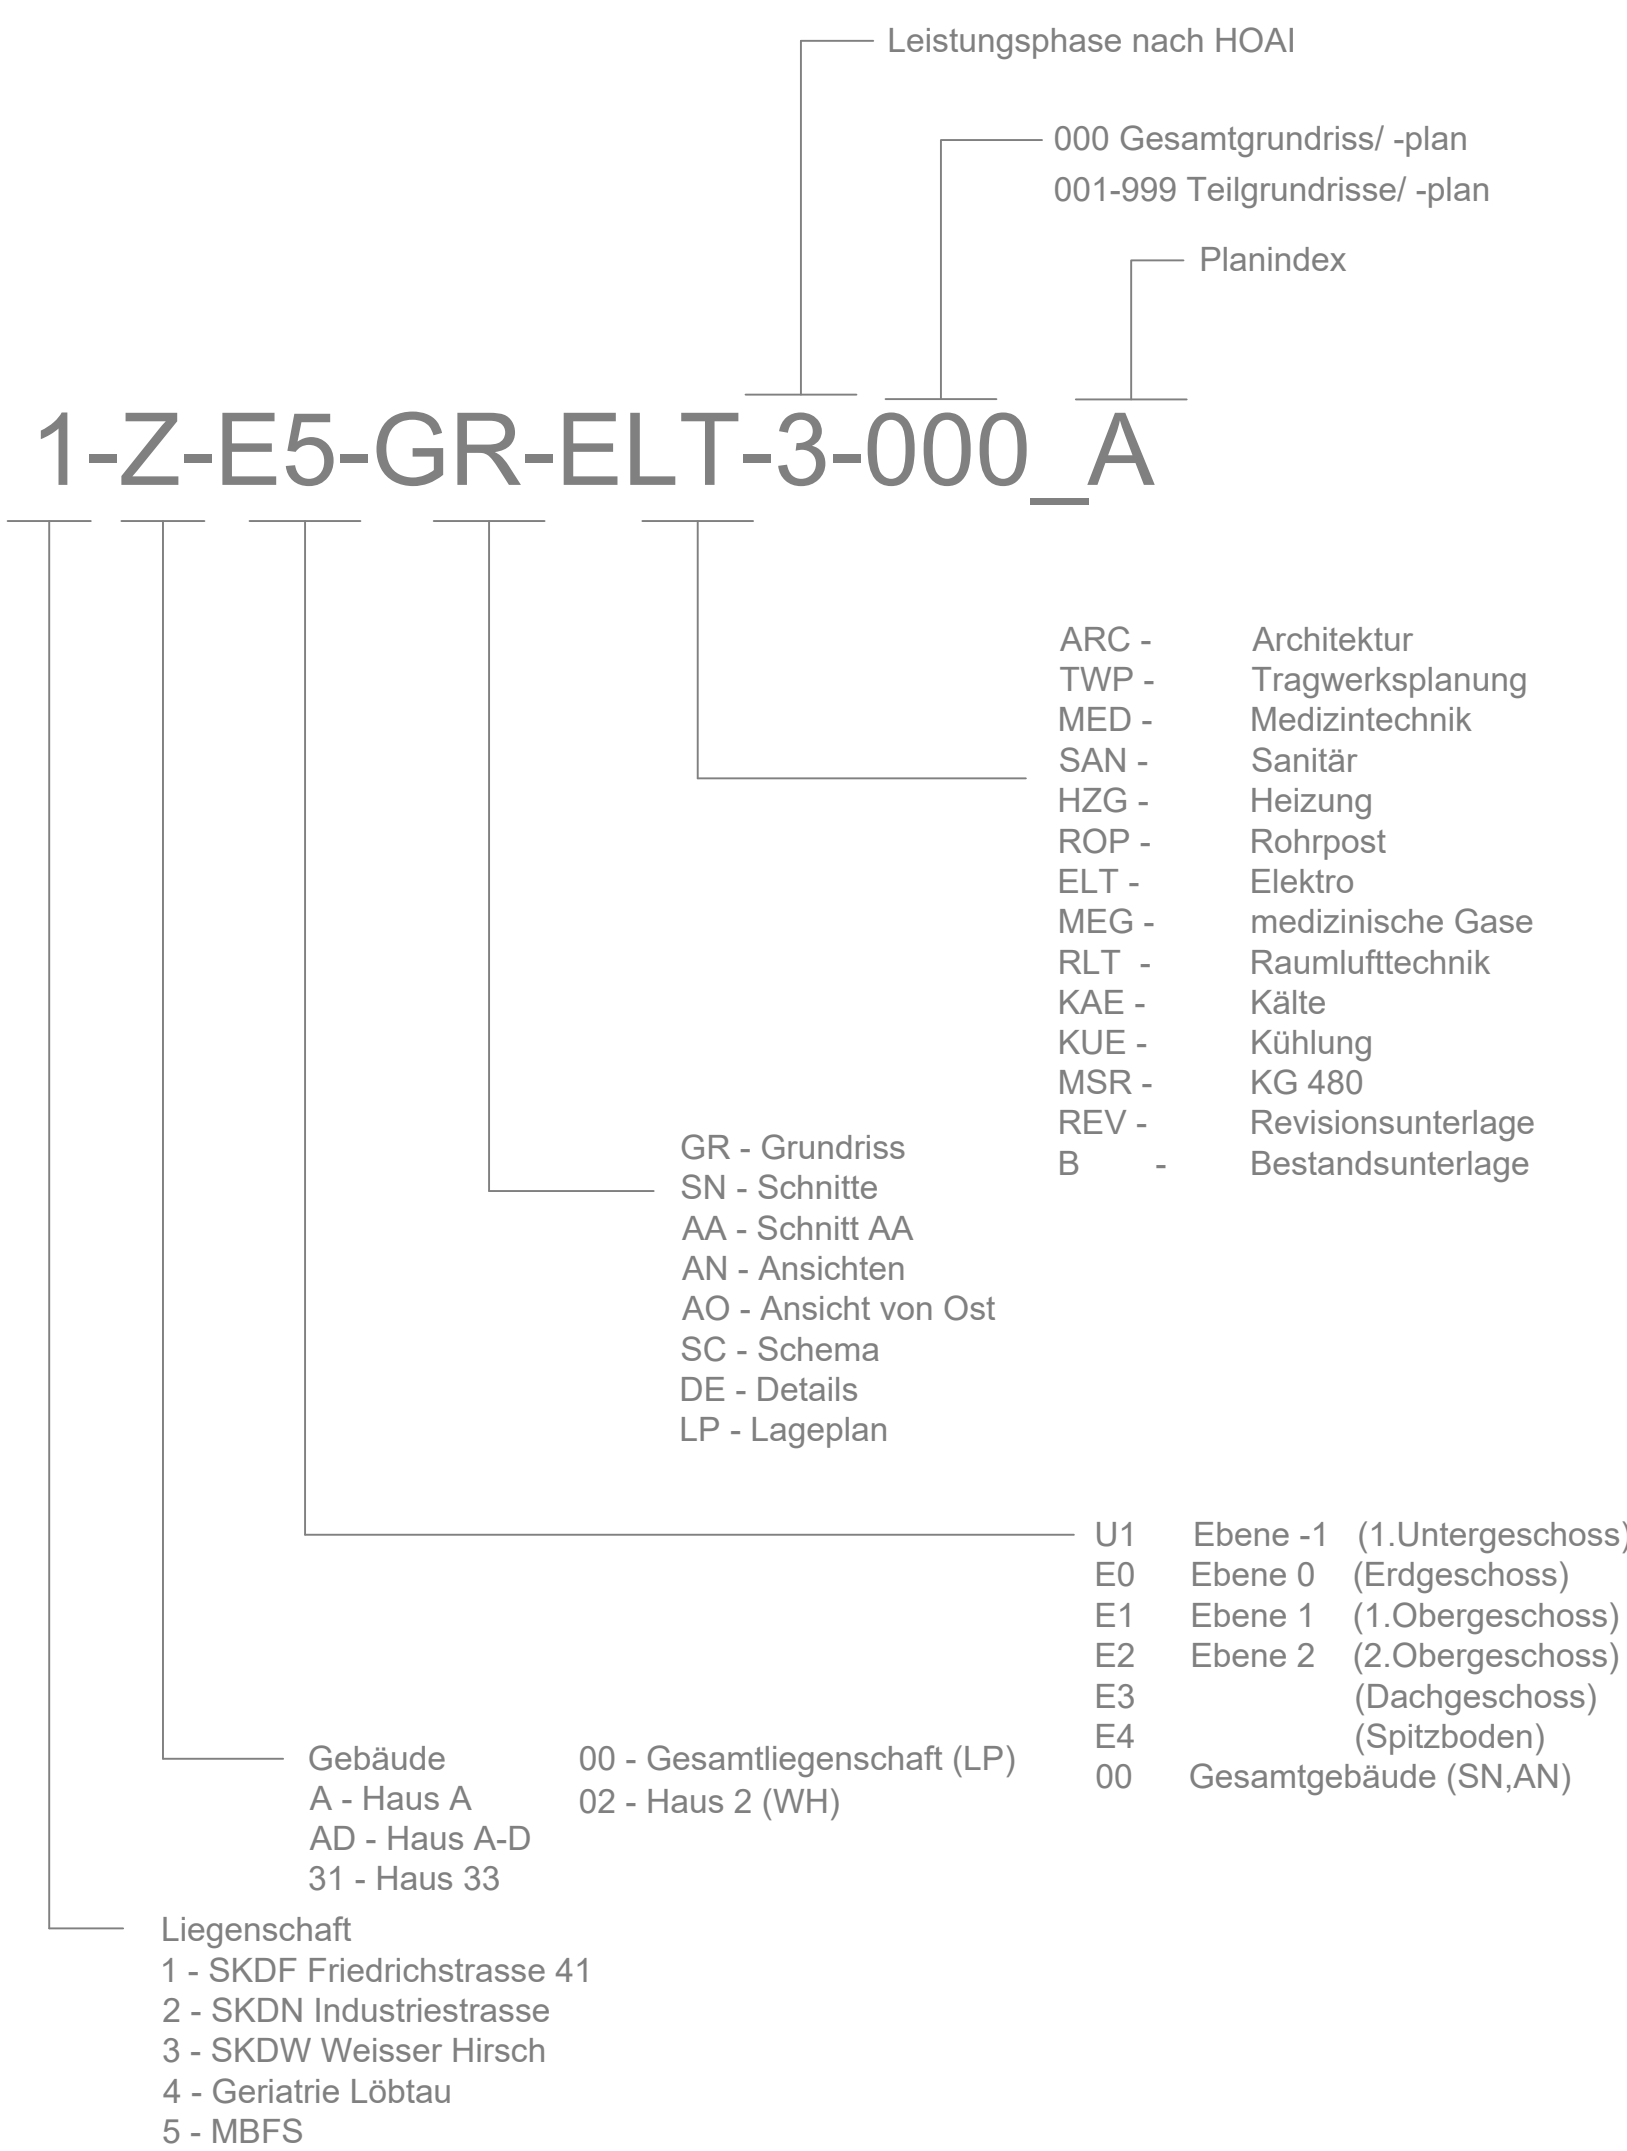 Leistungsphase nach HOAI
000 Gesamtgrundriss/ -plan
001-999 Teilgrundrisse/ -plan
Planindex
1-Z-E5-GR-ELT-3-000_A
ARC - Architektur
TWP - Tragwerksplanung
MED - Medizintechnik
SAN - Sanitär
HZG - Heizung
ROP - Rohrpost
ELT - Elektro
MEG - medizinische Gase
RLT - Raumlufttechnik
KAE - Kälte
KUE - Kühlung
MSR - KG 480
REV - Revisionsunterlage
B - Bestandsunterlage
GR - Grundriss
SN - Schnitte
AA - Schnitt AA
AN - Ansichten
AO - Ansicht von Ost
SC - Schema
DE - Details
LP - Lageplan
U1 Ebene -1 (1.Untergeschoss)
E0 Ebene 0 (Erdgeschoss)
E1 Ebene 1 (1.Obergeschoss)
E2 Ebene 2 (2.Obergeschoss)
E3 (Dachgeschoss)
E4 (Spitzboden)
00 Gesamtgebäude (SN,AN)
Gebäude
A - Haus A
AD - Haus A-D
31 - Haus 33
00 - Gesamtliegenschaft (LP)
02 - Haus 2 (WH)
Liegenschaft
1 - SKDF Friedrichstrasse 41
2 - SKDN Industriestrasse
3 - SKDW Weisser Hirsch
4 - Geriatrie Löbtau
5 - MBFS